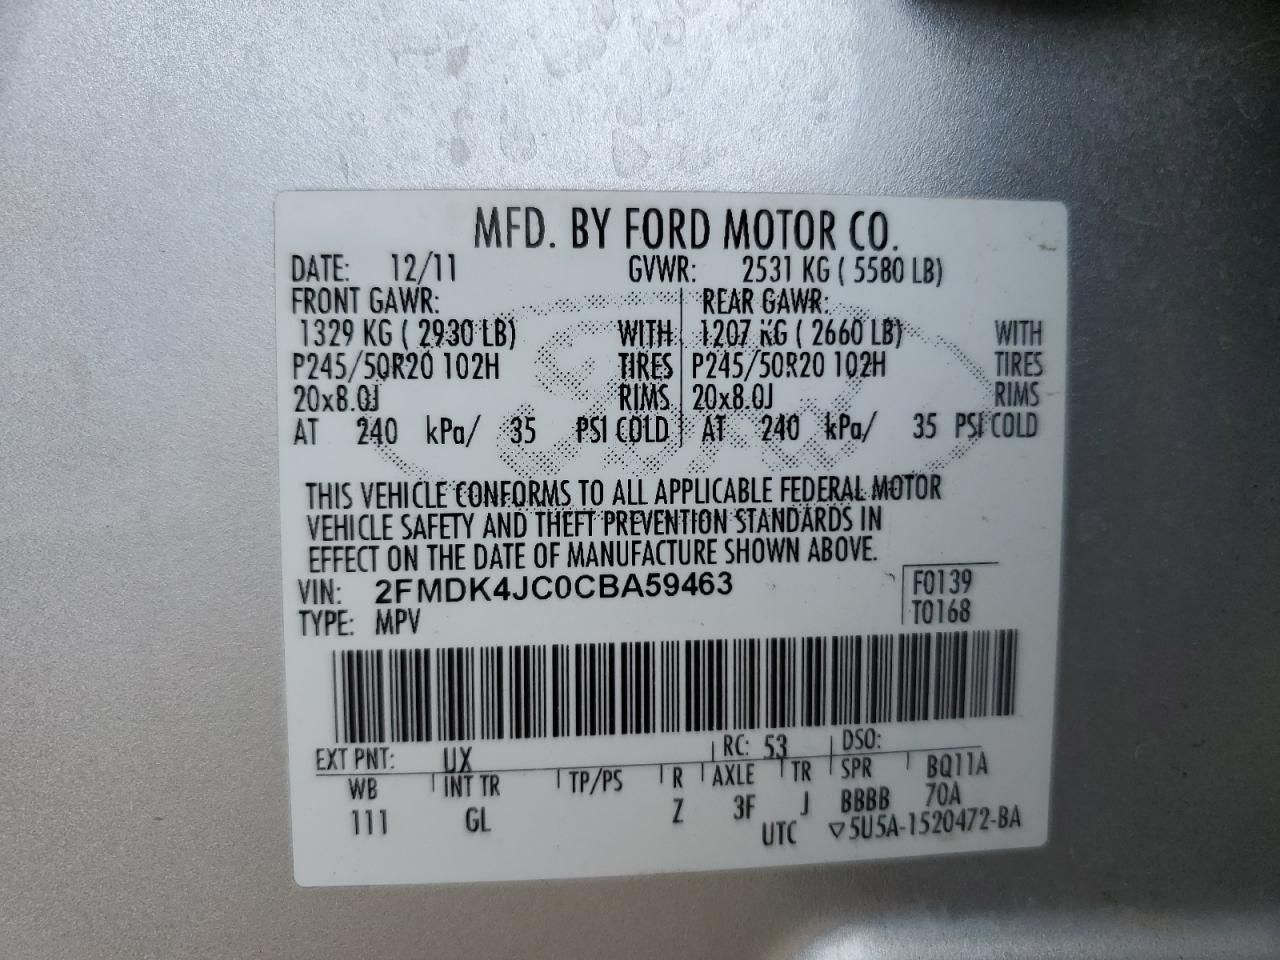 MFD. BY FORD MOTOR CO.
DATE: 12/11 GVWR: 2531 KG ( 5580 LB)
FRONT GAWR: REAR GAWR:
1329 KG ( 2930 LB) WITH 1207 KG ( 2660 LB) WITH
P245/50R20 102H TIRES P245/50R20 102H TIRES
20x8.0J RIMS 20x8.0J RIMS
AT 240 kPa/ 35 PSI COLD AT 240 kPa/ 35 PSI COLD
Ford
THIS VEHICLE CONFORMS TO ALL APPLICABLE FEDERAL MOTOR
VEHICLE SAFETY AND THEFT PREVENTION STANDARDS IN
EFFECT ON THE DATE OF MANUFACTURE SHOWN ABOVE.
VIN: 2FMDK4JC0CBA59463 F0139
TYPE: MPV T0168
EXT PNT: UX RC: 53 DSO:
WB INT TR TP/PS R AXLE TR SPR BQ11A
111 GL Z 3F J BBBB 70A
UTC ▽5U5A-1520472-BA